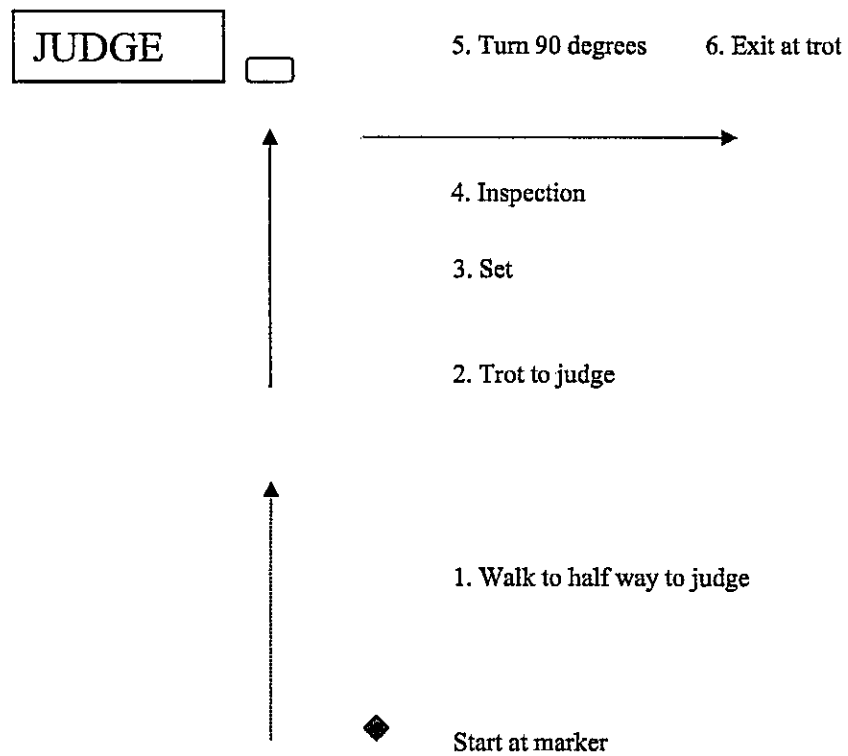 JUDGE
5. Turn 90 degrees 6. Exit at trot
4. Inspection
3. Set
2. Trot to judge
1. Walk to half way to judge
Start at marker